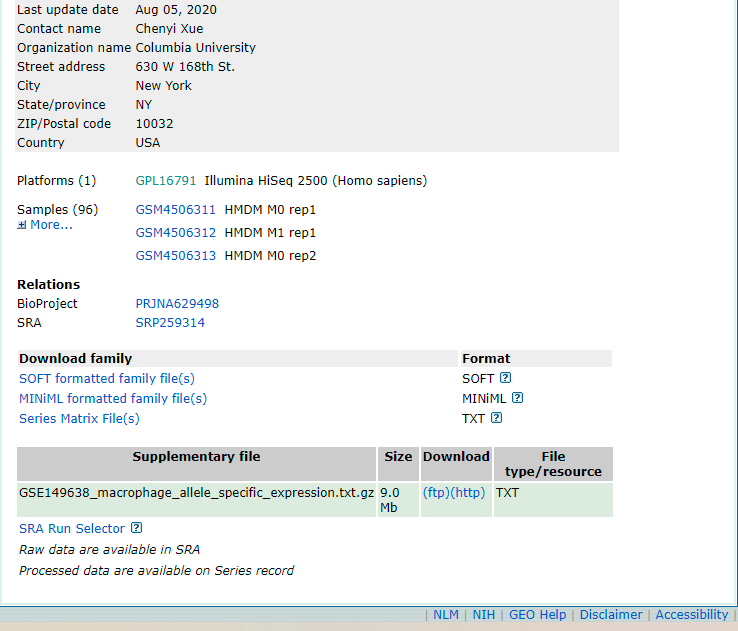 Last update date Aug 05, 2020
Contact name Chenyi Xue
Organization name Columbia University
Street address 630 W 168th St.
City New York
State/province NY
ZIP/Postal code 10032
Country USA
Platforms (1) GPL16791 Illumina HiSeq 2500 (Homo sapiens)
Samples (96) GSM4506311 HMDM M0 rep1
More...
GSM4506312 HMDM M1 rep1
GSM4506313 HMDM M0 rep2
Relations
BioProject PRJNA629498
SRA SRP259314
Download family Format
SOFT formatted family file(s) SOFT ?
MINiML formatted family file(s) MINiML ?
Series Matrix File(s) TXT ?
Supplementary file Size Download File
type/resource
GSE149638_macrophage_allele_specific_expression.txt.gz 9.0 (ftp)(http) TXT
Mb
SRA Run Selector ?
Raw data are available in SRA
Processed data are available on Series record
| NLM | NIH | GEO Help | Disclaimer | Accessibility |